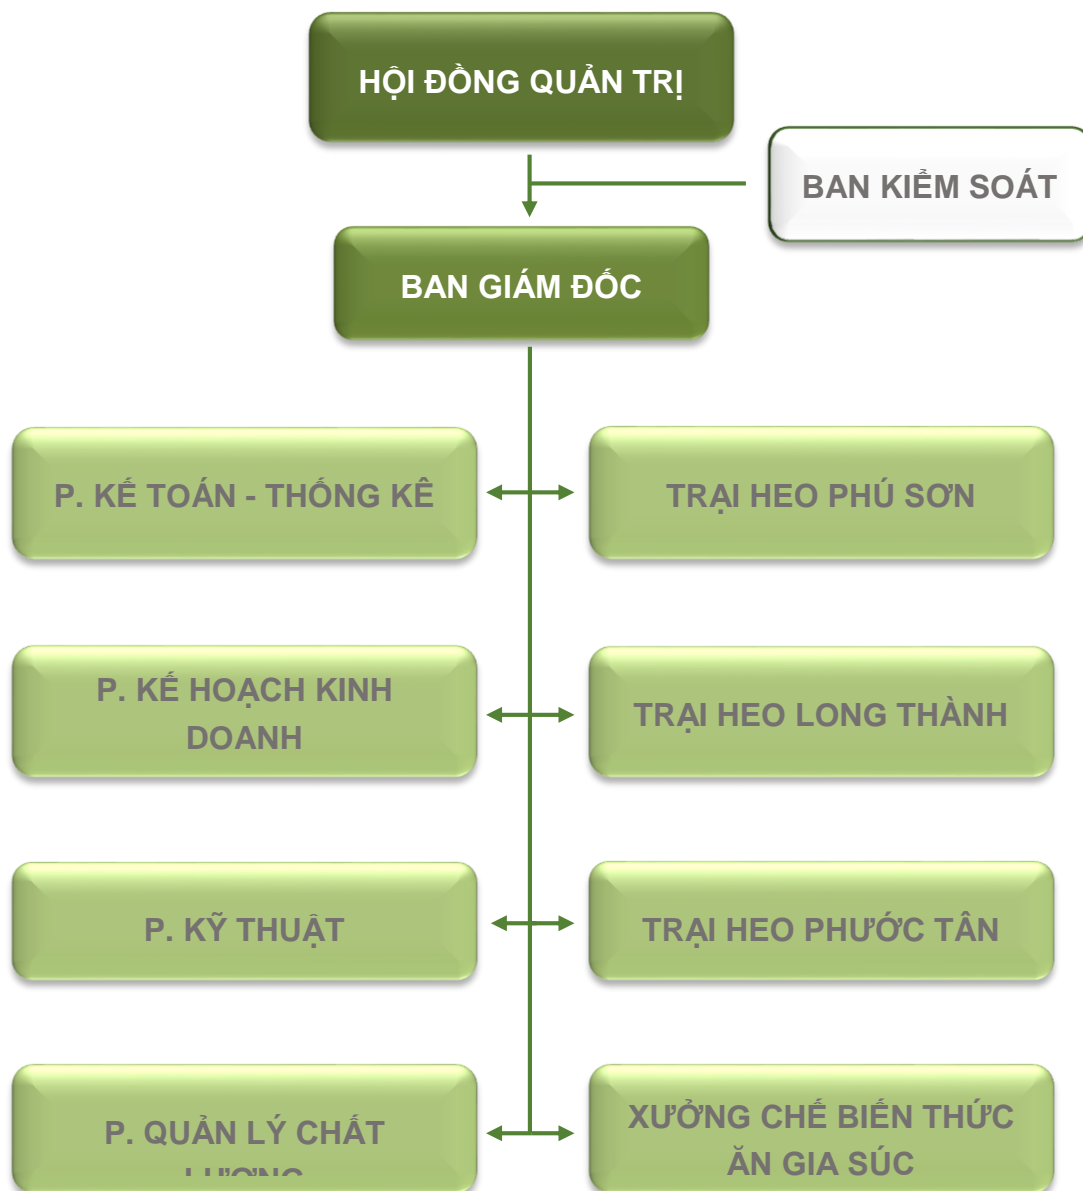 HỘI ĐỒNG QUẢN TRỊ
BAN KIỂM SOÁT
BAN GIÁM ĐỐC
P. KẾ TOÁN - THỐNG KÊ
TRẠI HEO PHÚ SƠN
P. KẾ HOẠCH KINH
DOANH
TRẠI HEO LONG THÀNH
P. KỸ THUẬT
TRẠI HEO PHƯỚC TÂN
P. QUẢN LÝ CHẤT
LƯỢNG
XƯỞNG CHẾ BIẾN THỨC
ĂN GIA SÚC